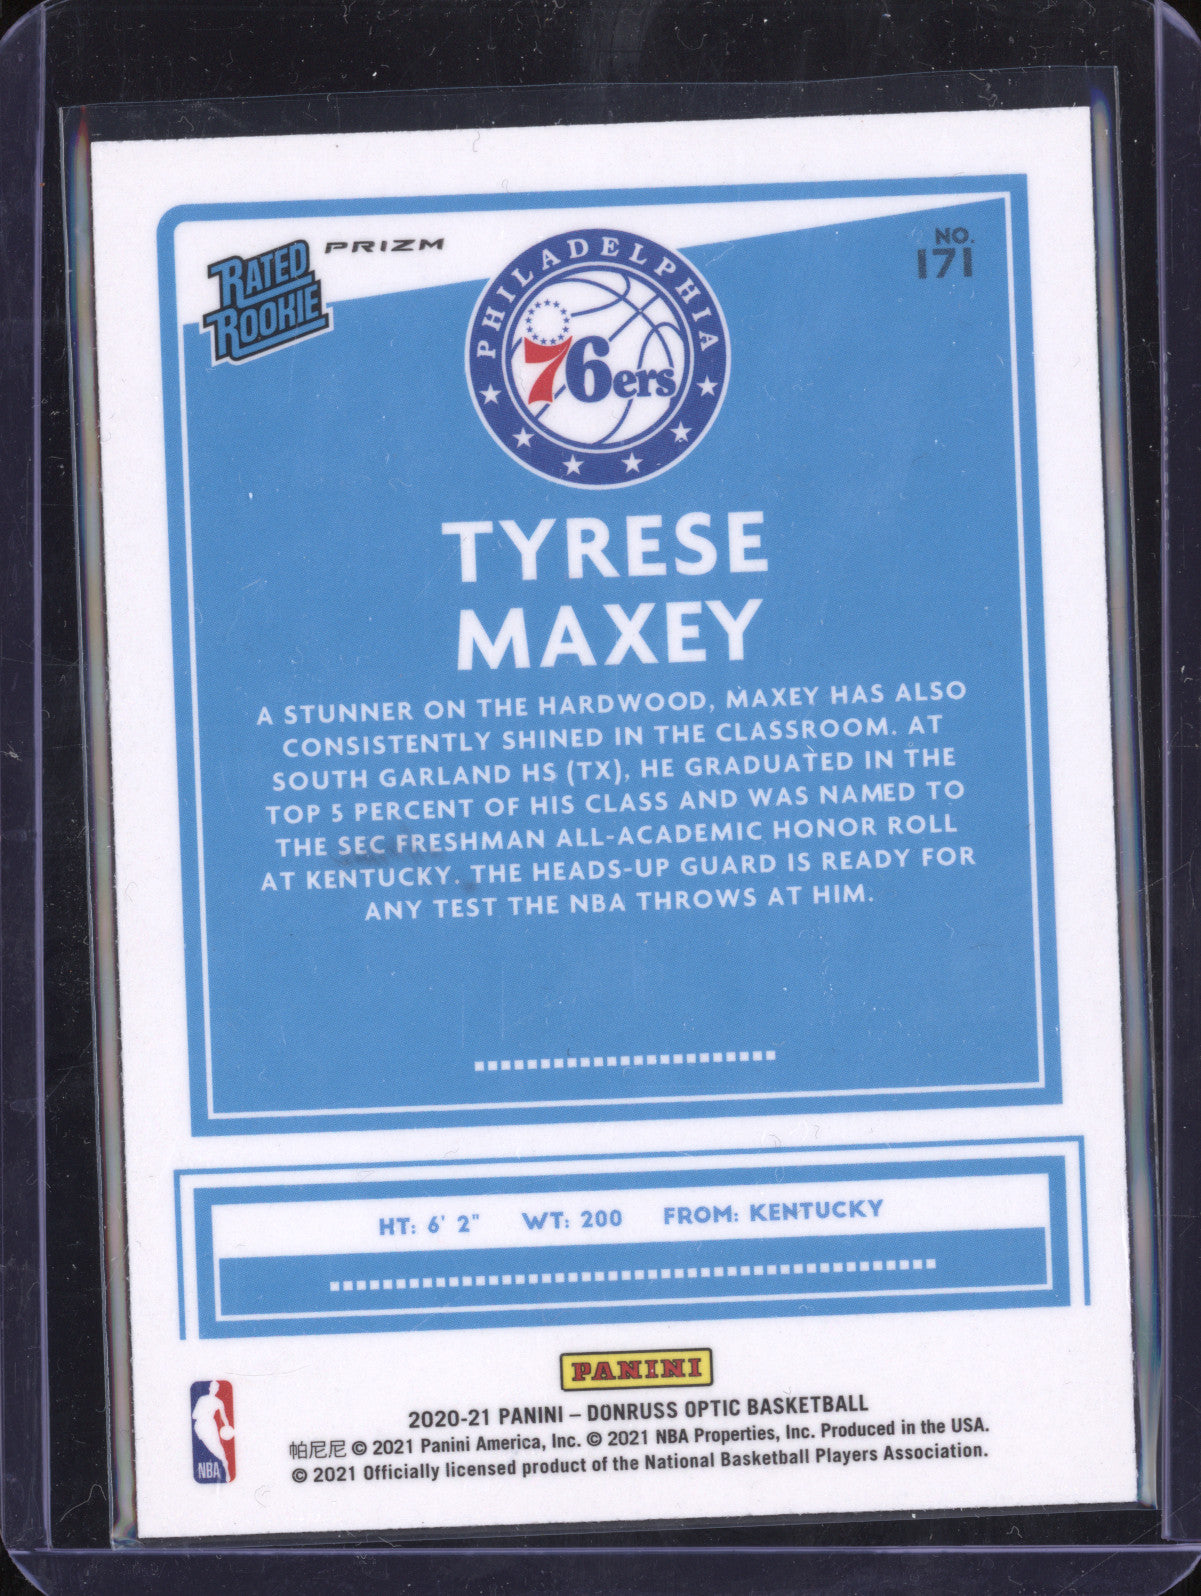 RATED
ROOKIE
PRIZM
NO.
171
PHILADELPHIA
76ers
TYRESE
MAXEY
A STUNNER ON THE HARDWOOD, MAXEY HAS ALSO
CONSISTENTLY SHINED IN THE CLASSROOM. AT
SOUTH GARLAND HS (TX), HE GRADUATED IN THE
TOP 5 PERCENT OF HIS CLASS AND WAS NAMED TO
THE SEC FRESHMAN ALL-ACADEMIC HONOR ROLL
AT KENTUCKY. THE HEADS-UP GUARD IS READY FOR
ANY TEST THE NBA THROWS AT HIM.
HT: 6' 2" WT: 200 FROM: KENTUCKY
PANINI
2020-21 PANINI – DONRUSS OPTIC BASKETBALL
帕尼尼 © 2021 Panini America, Inc. © 2021 NBA Properties, Inc. Produced in the USA.
© 2021 Officially licensed product of the National Basketball Players Association.
NBA